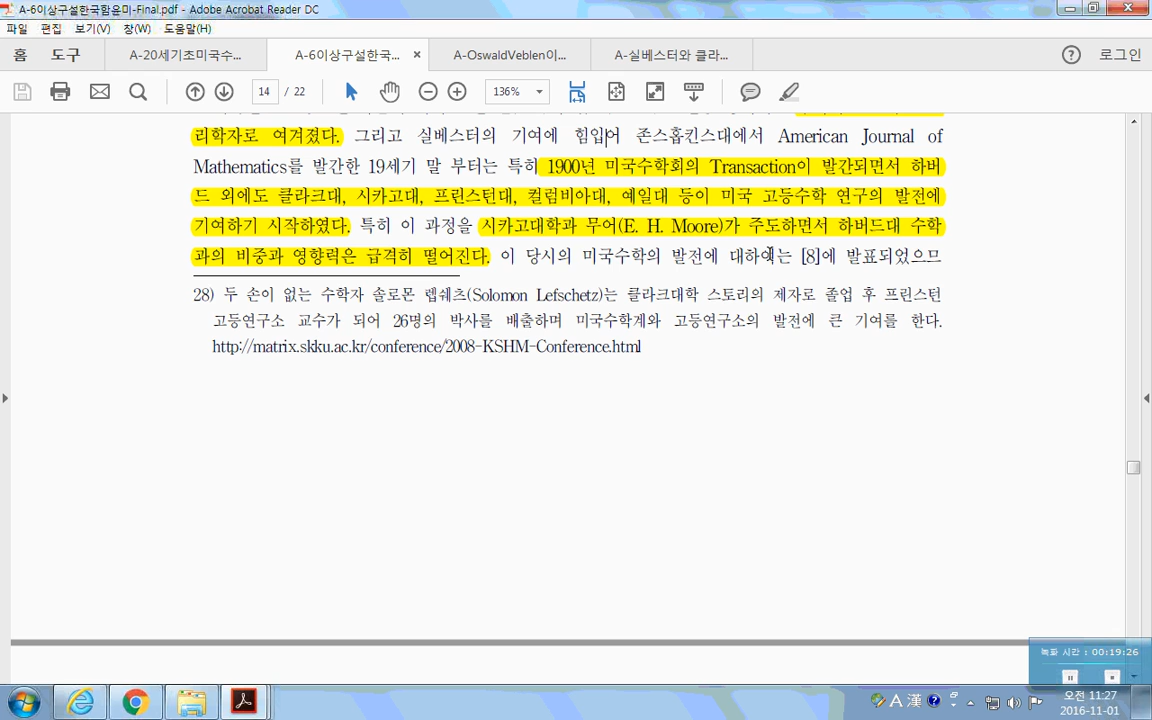 A-6이상구설한국함윤미-Final.pdf - Adobe Acrobat Reader DC
파일 편집 보기(V) 창(W) 도움말(H)
홈 도구 A-20세기초미국수... A-6이상구설한국... × A-OswaldVeblen이... A-실베스터와 클라... 로그인
14 / 22 136%
리학자로 여겨졌다. 그리고 실베스터의 기여에 힘입어 존스홉킨스대에서 American Journal of
Mathematics를 발간한 19세기 말 부터는 특히 1900년 미국수학회의 Transaction이 발간되면서 하버
드 외에도 클라크대, 시카고대, 프린스턴대, 컬럼비아대, 예일대 등이 미국 고등수학 연구의 발전에
기여하기 시작하였다. 특히 이 과정을 시카고대학과 무어(E. H. Moore)가 주도하면서 하버드대 수학
과의 비중과 영향력은 급격히 떨어진다. 이 당시의 미국수학의 발전에 [8]에 발표되었으므
28) 두 손이 없는 수학자 솔로몬 렙쉐츠(Solomon Lefschetz)는 클라크대학 스토리의 제자로 졸업 후 프린스턴
고등연구소 교수가 되어 26명의 박사를 배출하며 미국수학계와 고등연구소의 발전에 큰 기여를 한다.
http://matrix.skku.ac.kr/conference/2008-KSHM-Conference.html
녹화 시간 : 00:19:26
A 漢
오전 11:27
2016-11-01